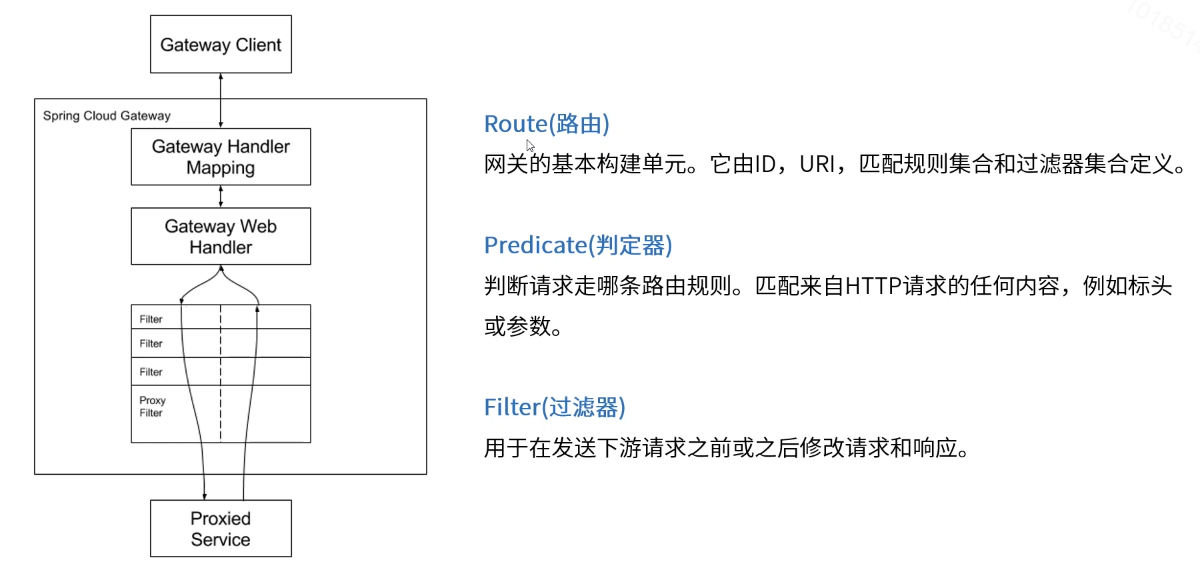 Gateway Client
Spring Cloud Gateway
Gateway Handler
Mapping
Gateway Web
Handler
Filter
Filter
Filter
Proxy
Filter
Proxied
Service
Route(路由)
网关的基本构建单元。它由ID，URI，匹配规则集合和过滤器集合定义。
Predicate(判定器)
判断请求走哪条路由规则。匹配来自HTTP请求的任何内容，例如标头
或参数。
Filter(过滤器)
用于在发送下游请求之前或之后修改请求和响应。